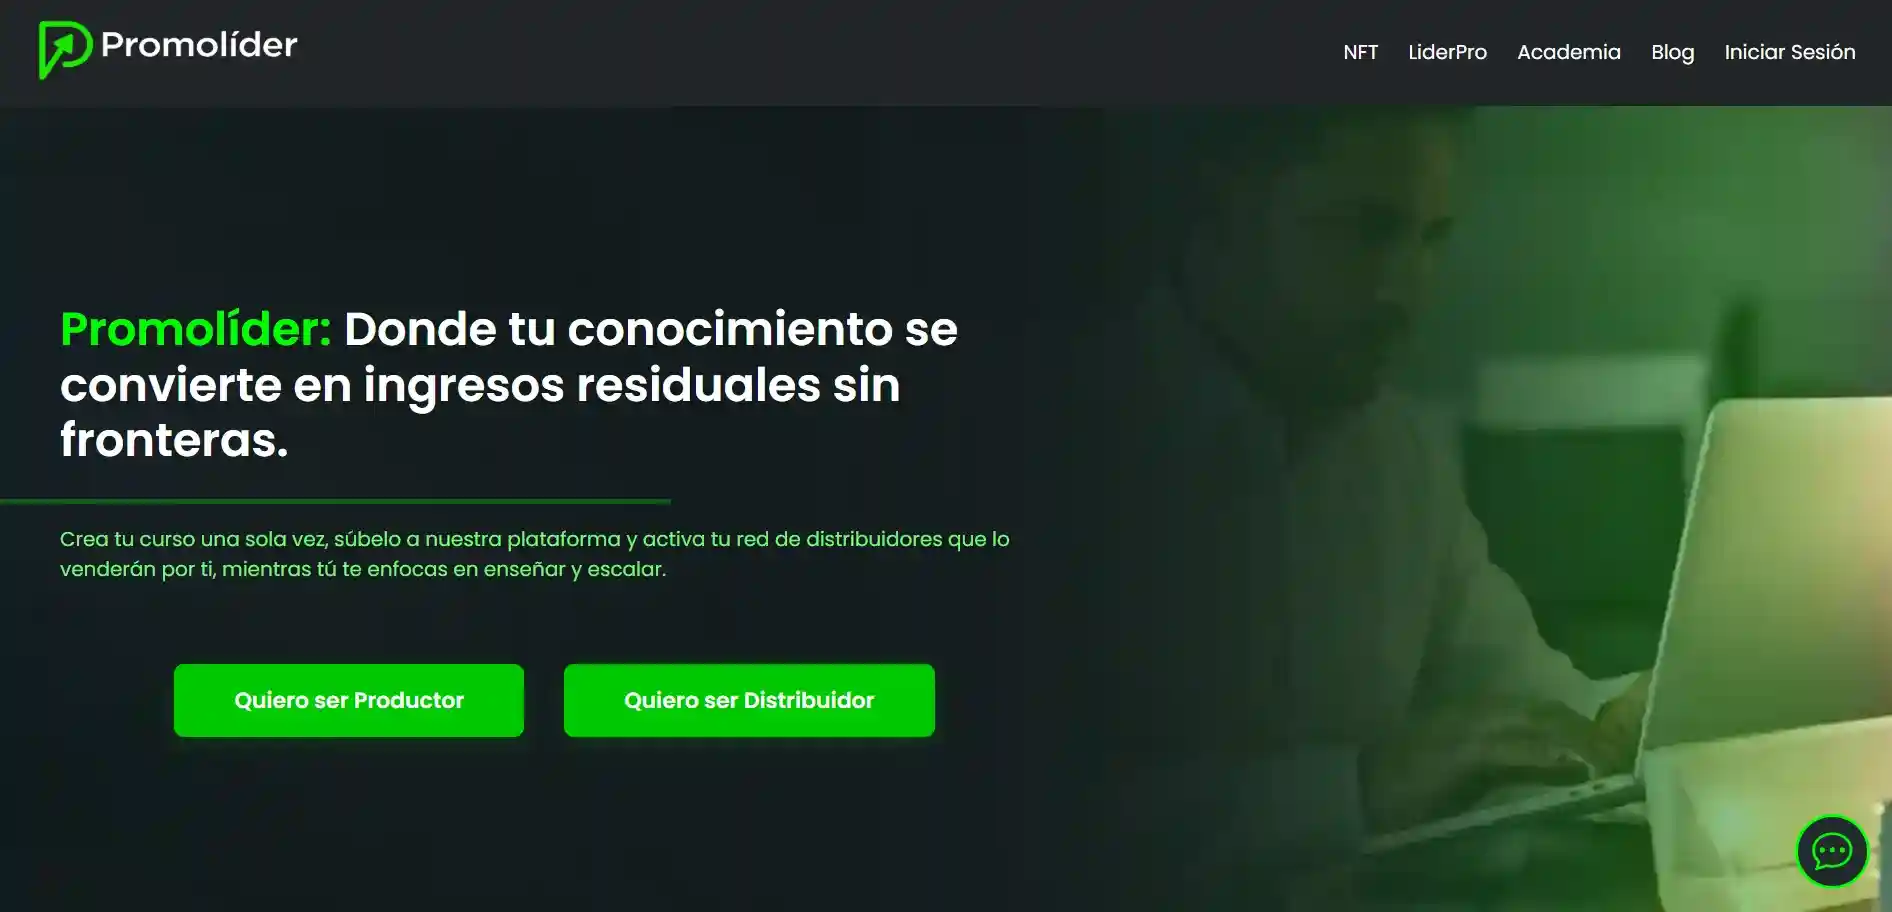 Promolíder
NFT
LiderPro
Academia
Blog
Iniciar Sesión
Promolíder: Donde tu conocimiento se
convierte en ingresos residuales sin
fronteras.
Crea tu curso una sola vez, súbelo a nuestra plataforma y activa tu red de distribuidores que lo
venderán por ti, mientras tú te enfocas en enseñar y escalar.
Quiero ser Productor
Quiero ser Distribuidor